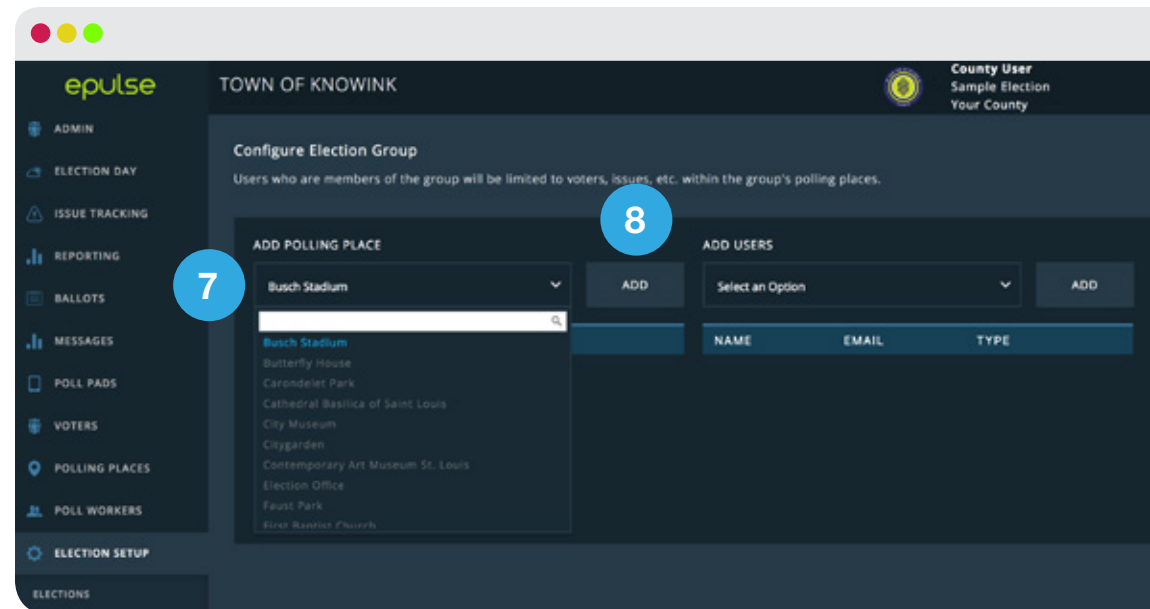 epulse
TOWN OF KNOWINK
County User
Sample Election
Your County
ADMIN
ELECTION DAY
ISSUE TRACKING
REPORTING
BALLOTS
MESSAGES
POLL PADS
VOTERS
POLLING PLACES
POLL WORKERS
ELECTION SETUP
ELECTIONS
Configure Election Group
Users who are members of the group will be limited to voters, issues, etc. within the group's polling places.
7
8
ADD POLLING PLACE
Busch Stadium
ADD
Busch Stadium
Butterfly House
Carondelet Park
Cathedral Basilica of Saint Louis
City Museum
Citygarden
Contemporary Art Museum St. Louis
Election Office
Faust Park
First Baptist Church
ADD USERS
Select an Option
ADD
NAME EMAIL TYPE